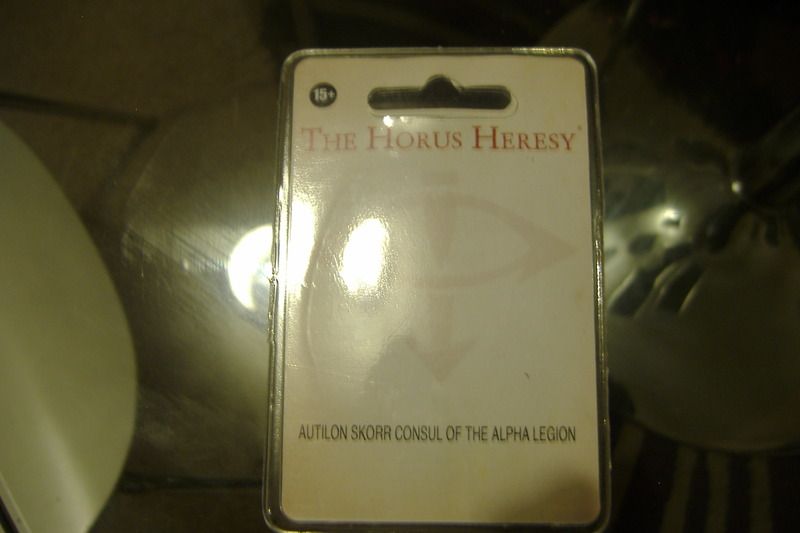 15+
THE HORUS HERESY
AUTILON SKORR CONSUL OF THE ALPHA LEGION